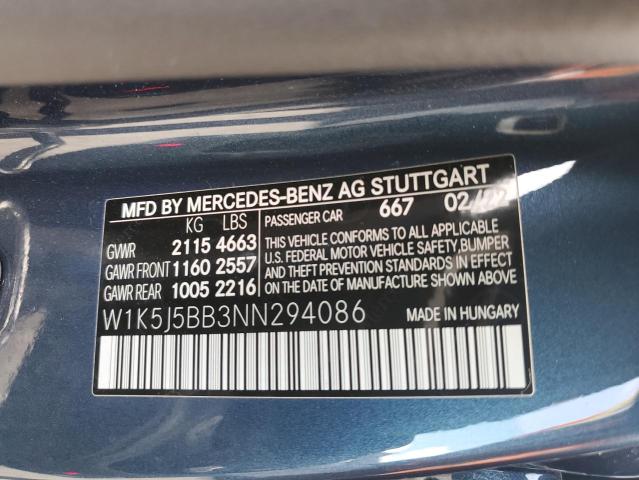 MFD BY MERCEDES-BENZ AG STUTTGART
KG LBS PASSENGER CAR 667 02/22
GVWR 2115 4663
GAWR FRONT 1160 2557
GAWR REAR 1005 2216
THIS VEHICLE CONFORMS TO ALL APPLICABLE
U.S. FEDERAL MOTOR VEHICLE SAFETY, BUMPER
AND THEFT PREVENTION STANDARDS IN EFFECT
ON THE DATE OF MANUFACTURE SHOWN ABOVE
W1K5J5BB3NN294086
MADE IN HUNGARY